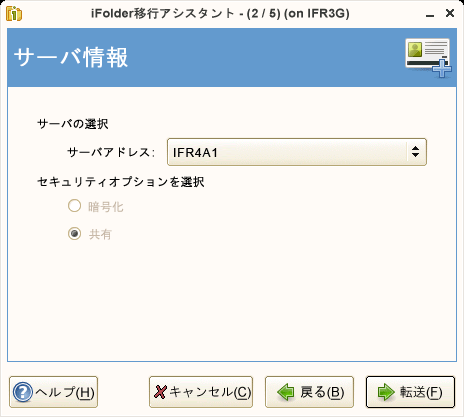 iFolder移行アシスタント - (2 / 5) (on IFR3G)
サーバ情報
サーバの選択
サーバアドレス: IFR4A1
セキュリティオプションを選択
暗号化
共有
ヘルプ(H) キャンセル(C) 戻る(B) 転送(F)